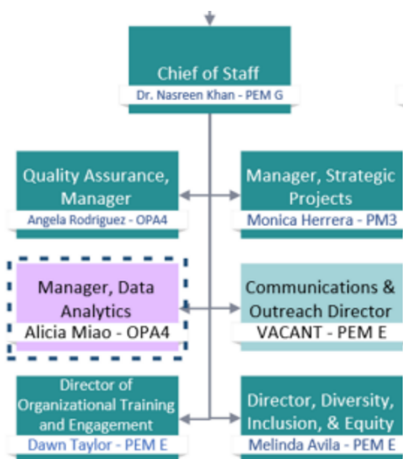 Chief of Staff
Dr. Nasreen Khan - PEM G
Quality Assurance,
Manager
Angela Rodriguez - OPA4
Manager, Strategic
Projects
Monica Herrera - PM3
Manager, Data
Analytics
Alicia Miao - OPA4
Communications &
Outreach Director
VACANT - PEM E
Director of
Organizational Training
and Engagement
Dawn Taylor - PEM E
Director, Diversity,
Inclusion, & Equity
Melinda Avila - PEM E